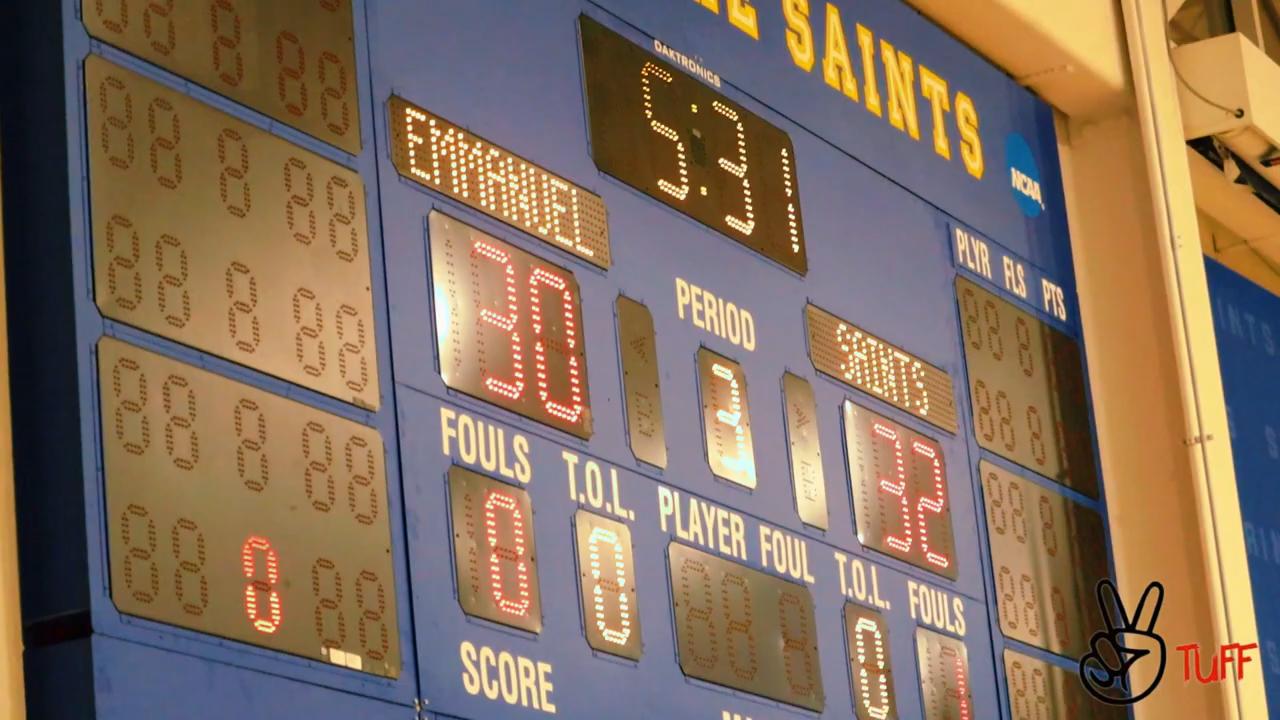 SAINTS
DAKTRONICS
5:31
NCAA
EMMANUEL
PLYR FLS PTS
30
PERIOD
3
SAINTS
32
FOULS
T.O.L.
PLAYER FOUL
T.O.L.
FOULS
0
0
0
SCORE
TUFF